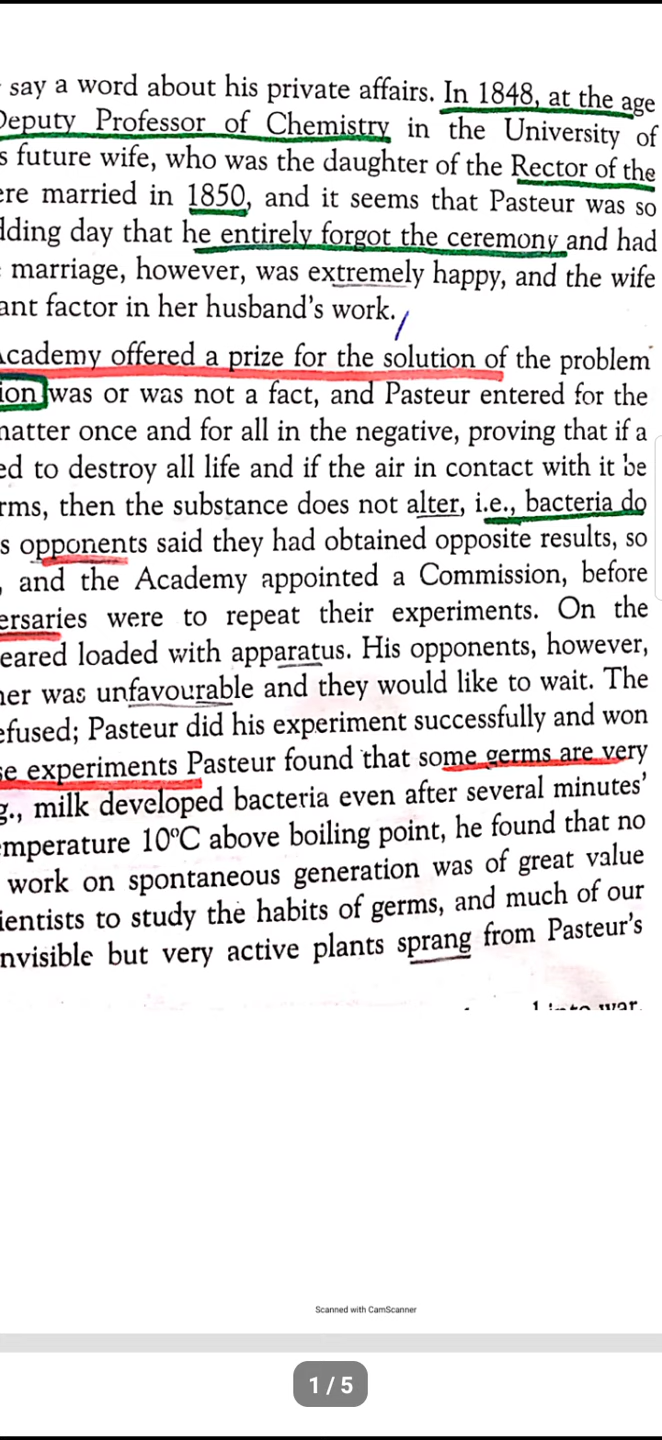 say a word about his private affairs. In 1848, at the age
Deputy Professor of Chemistry in the University of
s future wife, who was the daughter of the Rector of the
ere married in 1850, and it seems that Pasteur was so
dding day that he entirely forgot the ceremony and had
marriage, however, was extremely happy, and the wife
ant factor in her husband's work.
Academy offered a prize for the solution of the problem
ion was or was not a fact, and Pasteur entered for the
matter once and for all in the negative, proving that if a
ed to destroy all life and if the air in contact with it be
rms, then the substance does not alter, i.e., bacteria do
s opponents said they had obtained opposite results, so
, and the Academy appointed a Commission, before
ersaries were to repeat their experiments. On the
eared loaded with apparatus. His opponents, however,
her was unfavourable and they would like to wait. The
efused; Pasteur did his experiment successfully and won
se experiments Pasteur found that some germs are very
g., milk developed bacteria even after several minutes'
emperature 10°C above boiling point, he found that no
work on spontaneous generation was of great value
ientists to study the habits of germs, and much of our
nvisible but very active plants sprang from Pasteur's
into war.
Scanned with CamScanner
1 / 5